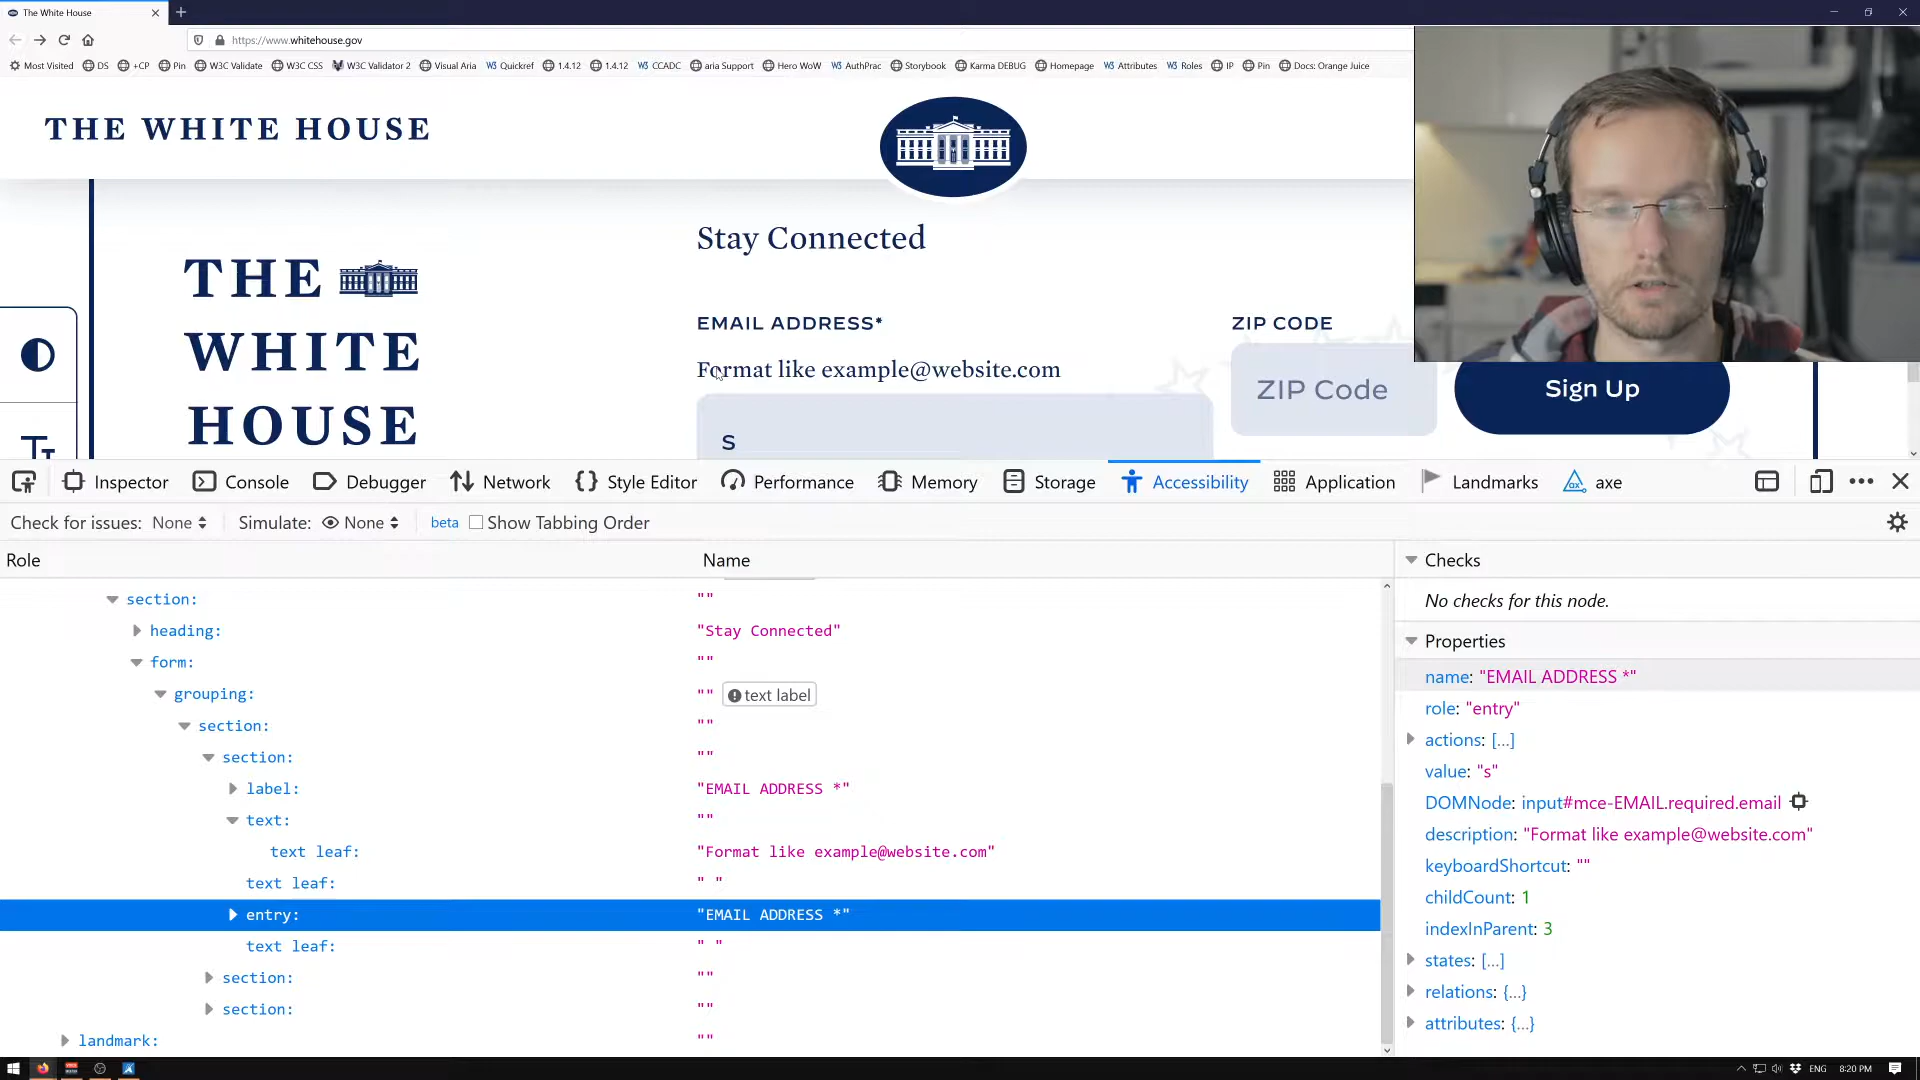 The White House
https://www.whitehouse.gov
Most Visited DS +CP Pin W3C Validate W3C CSS W3C Validator 2 Visual Aria W3 Quickref 1.4.12 1.4.12 W3 CCADC aria Support Hero WoW W3 AuthPrac Storybook Karma DEBUG Homepage W3 Attributes W3 Roles IP Pin Docs: Orange Juice
THE WHITE HOUSE
Stay Connected
THE
WHITE
HOUSE
EMAIL ADDRESS*
Format like example@website.com
s
ZIP CODE
ZIP Code
Sign Up
Tt
Inspector Console Debugger Network Style Editor Performance Memory Storage Accessibility Application Landmarks axe
Check for issues: None Simulate: None beta Show Tabbing Order
Role Name
section: ""
heading: "Stay Connected"
form: ""
grouping: "" text label
section: ""
section: ""
label: "EMAIL ADDRESS *"
text: ""
text leaf: "Format like example@website.com"
text leaf: " "
entry: "EMAIL ADDRESS *"
text leaf: " "
section: ""
section: ""
landmark: ""
Checks
No checks for this node.
Properties
name: "EMAIL ADDRESS *"
role: "entry"
actions: […]
value: "s"
DOMNode: input#mce-EMAIL.required.email
description: "Format like example@website.com"
keyboardShortcut: ""
childCount: 1
indexInParent: 3
states: […]
relations: {…}
attributes: {…}
ENG 8:20 PM